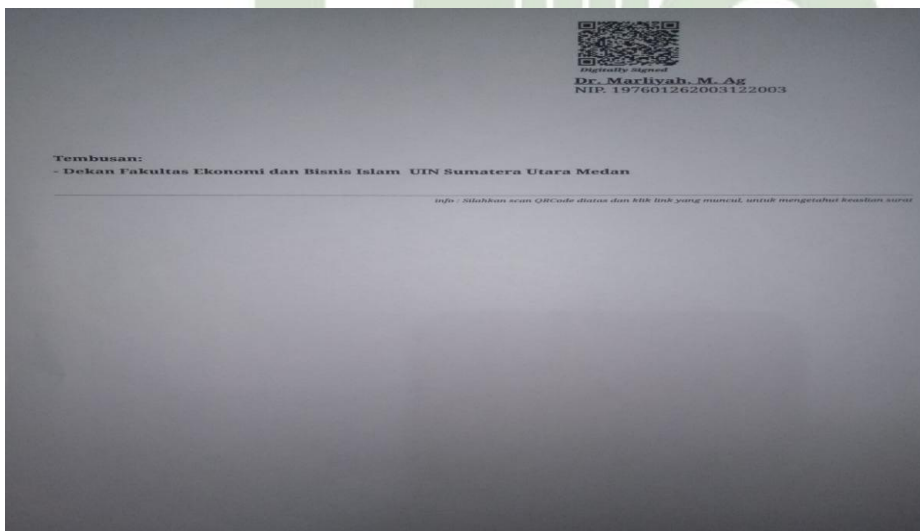 Digitally Signed
Dr. Marliyah, M. Ag
NIP. 197601262003122003
Tembusan:
- Dekan Fakultas Ekonomi dan Bisnis Islam UIN Sumatera Utara Medan
info : Silahkan scan QRCode diatas dan klik link yang muncul, untuk mengetahui keaslian surat